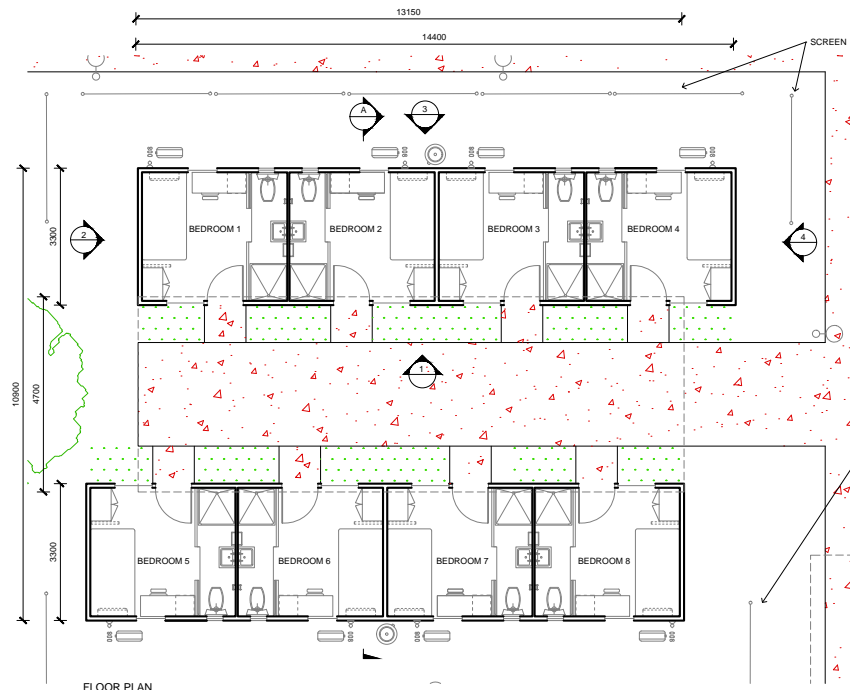 13150
14400
SCREEN
A
3
BEDROOM 1
BEDROOM 2
BEDROOM 3
BEDROOM 4
3300
2
4
10900
4700
1
BEDROOM 5
BEDROOM 6
BEDROOM 7
BEDROOM 8
3300
FLOOR PLAN